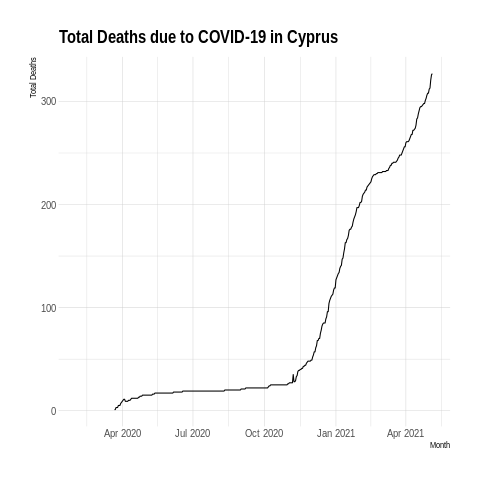 Total Deaths due to COVID-19 in Cyprus
Total Deaths
300
200
100
0
Apr 2020 Jul 2020 Oct 2020 Jan 2021 Apr 2021
Month